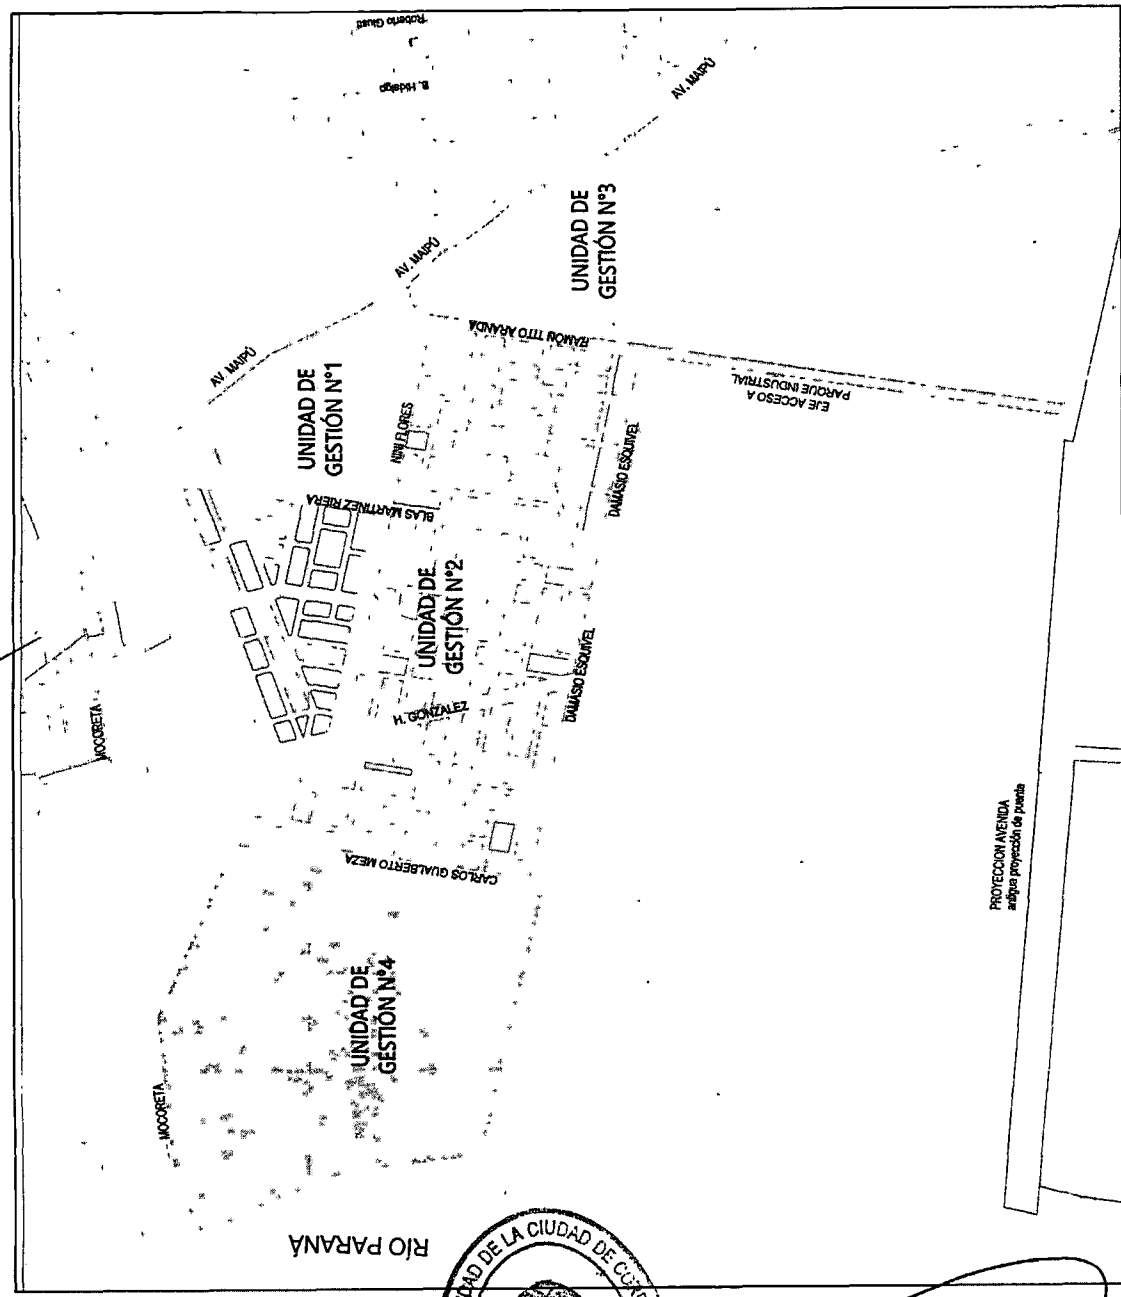 Roberto Giusti
B. Hidalgo
AV. MAIPÚ
AV. MAIPÚ
AV. MAIPÚ
UNIDAD DE
GESTIÓN N°3
RAMÓN TITO ARANDA
UNIDAD DE
GESTIÓN N°1
EJE ACCESO A
PARQUE INDUSTRIAL
NINI FLORES
BLAS MARTINEZ RIERA
DAMASIO ESQUIVEL
UNIDAD DE
GESTIÓN N°2
DAMASIO ESQUIVEL
H. GONZALEZ
MOCORETA
CARLOS GUALBERTO MEZA
PROYECCION AVENIDA
antigua proyección de puente
UNIDAD DE
GESTIÓN N°4
MOCORETA
RÍO PARANÁ
DAD DE LA CIUDAD DE CORR